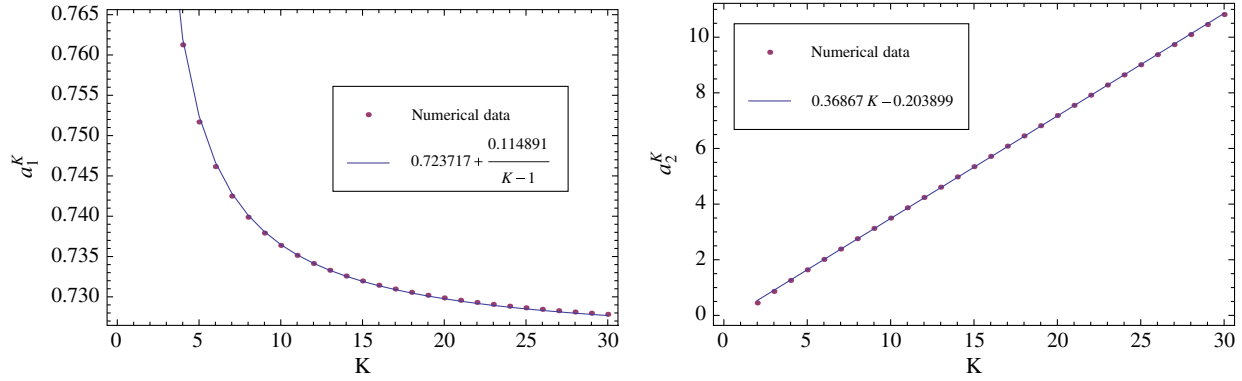 0.765
0.760
0.755
0.750
0.745
0.740
0.735
0.730
a₁ᴷ
Numerical data
0.723717 + 0.114891 / (K − 1)
0 5 10 15 20 25 30
K
10
8
6
4
2
0
a₂ᴷ
Numerical data
0.36867 K − 0.203899
0 5 10 15 20 25 30
K